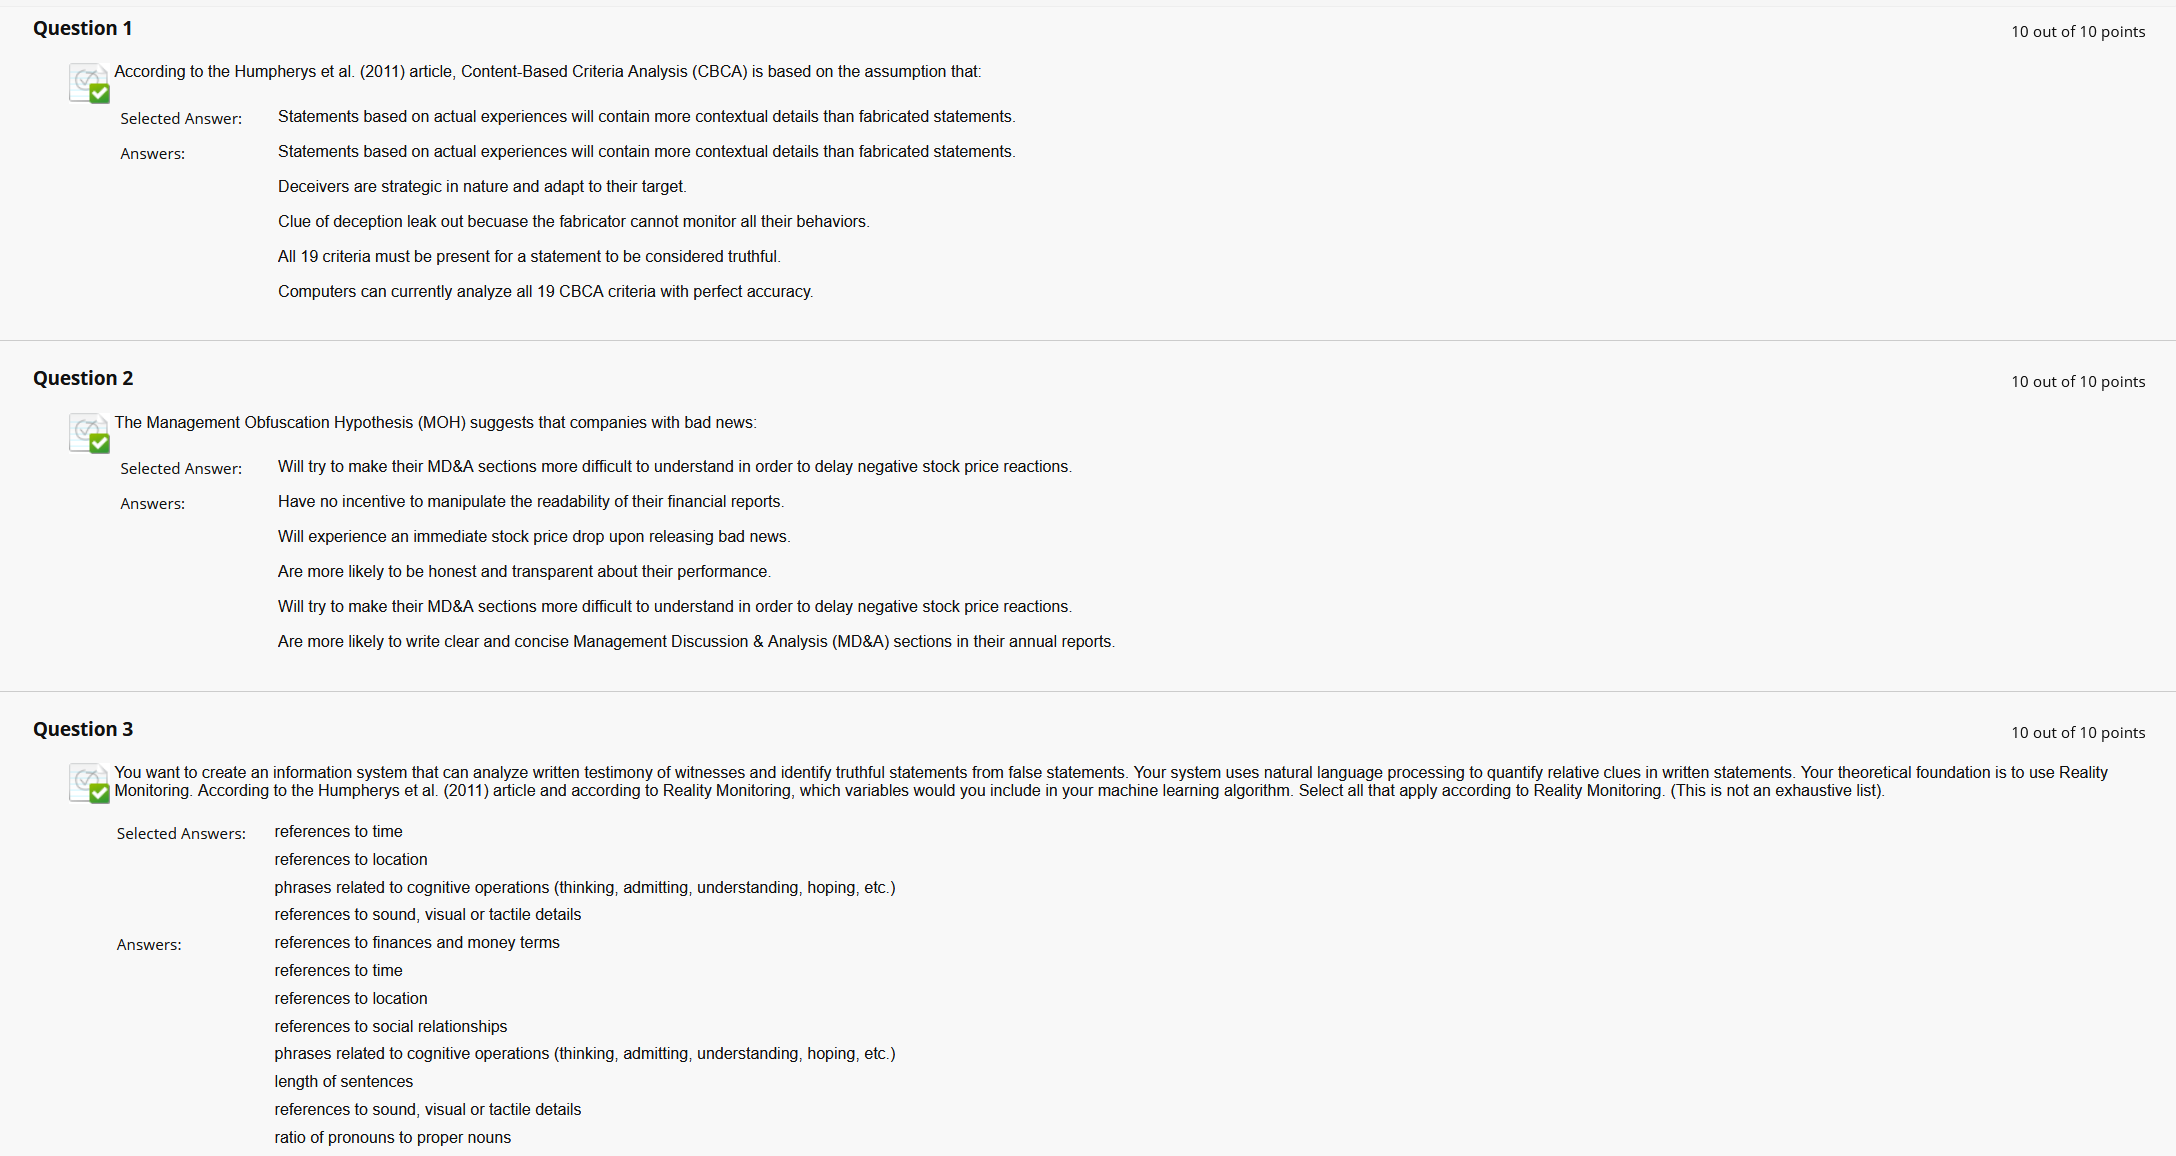 Question 1
10 out of 10 points
According to the Humpherys et al. (2011) article, Content-Based Criteria Analysis (CBCA) is based on the assumption that:
Selected Answer: Statements based on actual experiences will contain more contextual details than fabricated statements.
Answers: Statements based on actual experiences will contain more contextual details than fabricated statements.
Deceivers are strategic in nature and adapt to their target.
Clue of deception leak out becuase the fabricator cannot monitor all their behaviors.
All 19 criteria must be present for a statement to be considered truthful.
Computers can currently analyze all 19 CBCA criteria with perfect accuracy.
Question 2
10 out of 10 points
The Management Obfuscation Hypothesis (MOH) suggests that companies with bad news:
Selected Answer: Will try to make their MD&A sections more difficult to understand in order to delay negative stock price reactions.
Answers: Have no incentive to manipulate the readability of their financial reports.
Will experience an immediate stock price drop upon releasing bad news.
Are more likely to be honest and transparent about their performance.
Will try to make their MD&A sections more difficult to understand in order to delay negative stock price reactions.
Are more likely to write clear and concise Management Discussion & Analysis (MD&A) sections in their annual reports.
Question 3
10 out of 10 points
You want to create an information system that can analyze written testimony of witnesses and identify truthful statements from false statements. Your system uses natural language processing to quantify relative clues in written statements. Your theoretical foundation is to use Reality
Monitoring. According to the Humpherys et al. (2011) article and according to Reality Monitoring, which variables would you include in your machine learning algorithm. Select all that apply according to Reality Monitoring. (This is not an exhaustive list).
Selected Answers: references to time
references to location
phrases related to cognitive operations (thinking, admitting, understanding, hoping, etc.)
references to sound, visual or tactile details
Answers: references to finances and money terms
references to time
references to location
references to social relationships
phrases related to cognitive operations (thinking, admitting, understanding, hoping, etc.)
length of sentences
references to sound, visual or tactile details
ratio of pronouns to proper nouns